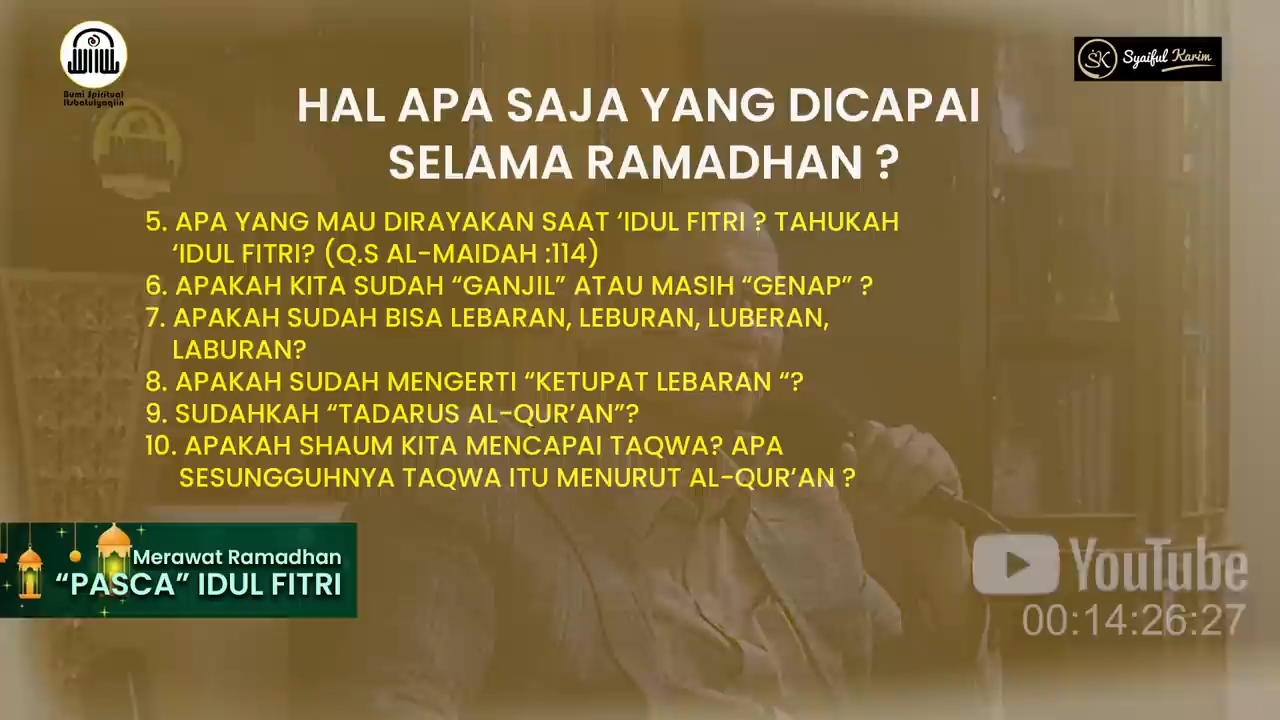 Bumi Spiritual
Itsbatulyaqiin
SK Syaiful Karim
HAL APA SAJA YANG DICAPAI
SELAMA RAMADHAN ?
5. APA YANG MAU DIRAYAKAN SAAT ‘IDUL FITRI ? TAHUKAH
‘IDUL FITRI? (Q.S AL-MAIDAH :114)
6. APAKAH KITA SUDAH “GANJIL” ATAU MASIH “GENAP” ?
7. APAKAH SUDAH BISA LEBARAN, LEBURAN, LUBERAN,
LABURAN?
8. APAKAH SUDAH MENGERTI “KETUPAT LEBARAN “?
9. SUDAHKAH “TADARUS AL-QUR’AN”?
10. APAKAH SHAUM KITA MENCAPAI TAQWA? APA
SESUNGGUHNYA TAQWA ITU MENURUT AL-QUR’AN ?
Merawat Ramadhan
“PASCA” IDUL FITRI
YouTube
00:14:26:27